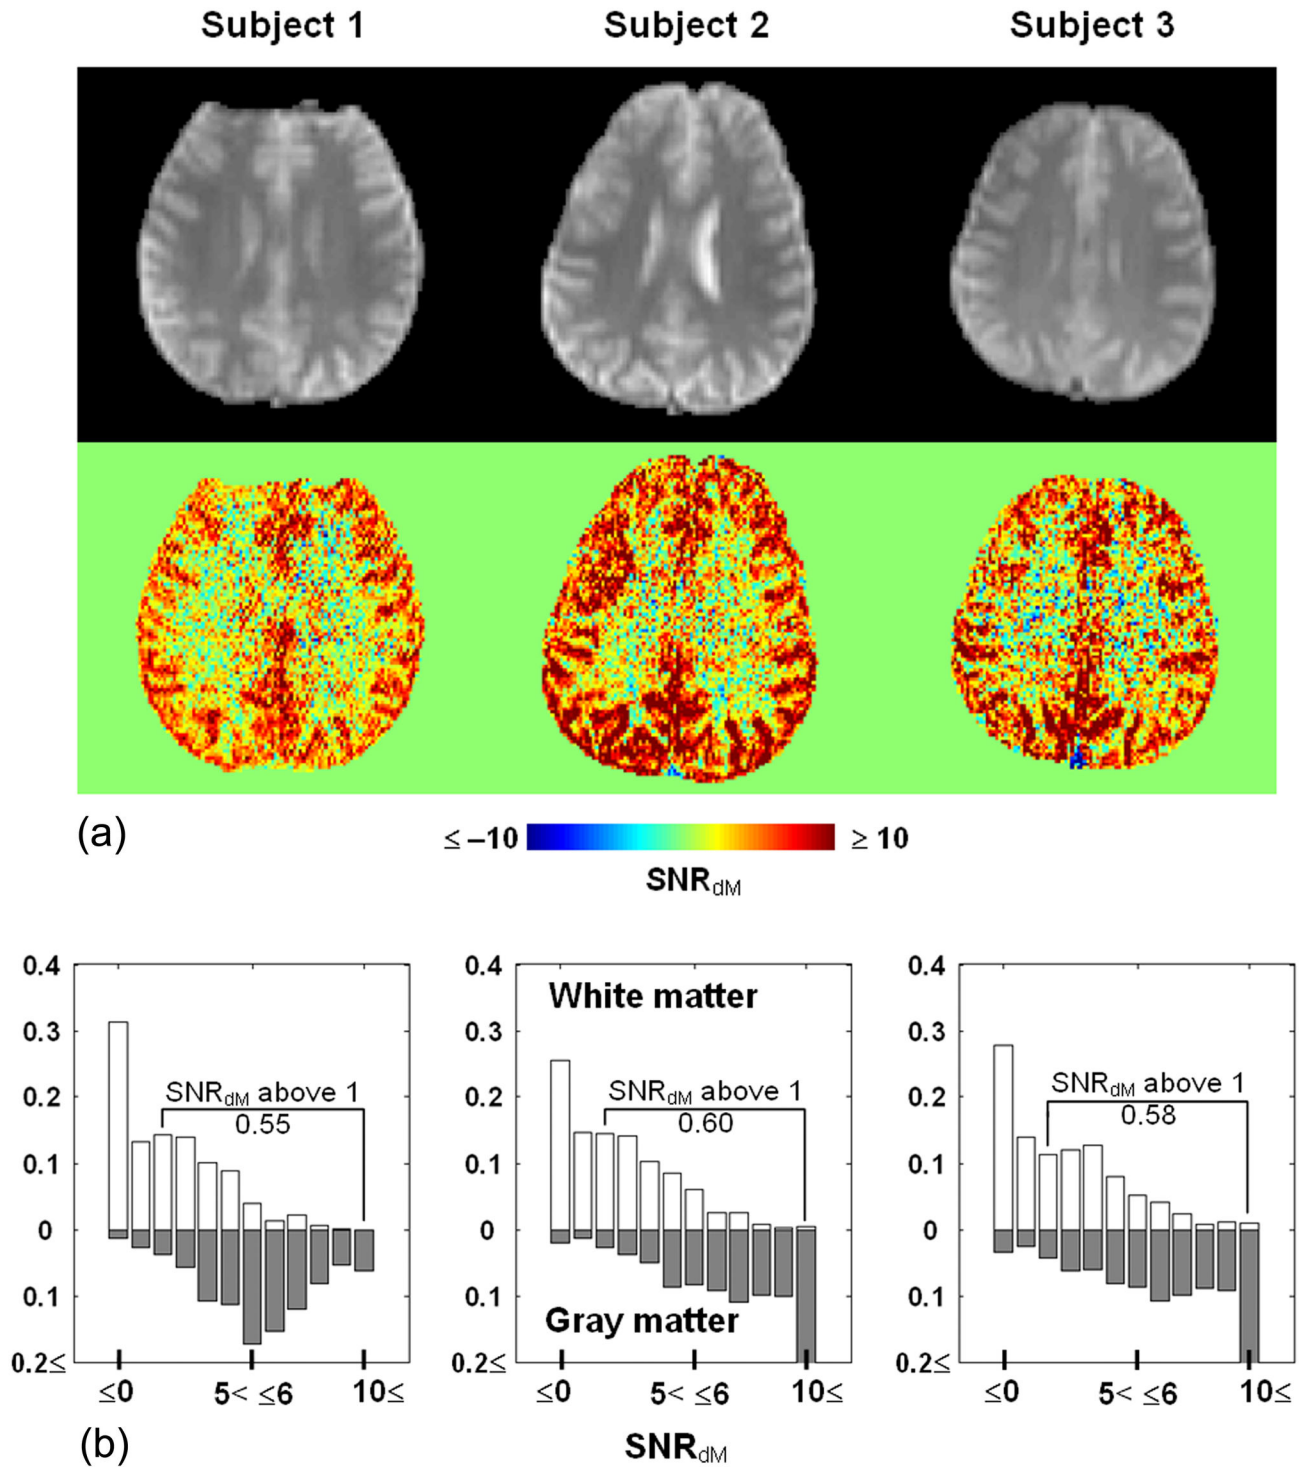 Subject 1 Subject 2 Subject 3
(a)
≤ –10 ≥ 10
SNRdM
0.4 0.4 0.4
White matter
0.3 0.3 0.3
SNRdM above 1 SNRdM above 1 SNRdM above 1
0.2 0.2 0.2
0.55 0.60 0.58
0.1 0.1 0.1
0 0 0
0.1 0.1 0.1
Gray matter
0.2≤ 0.2≤ 0.2≤
≤0 5< ≤6 10≤ ≤0 5< ≤6 10≤ ≤0 5< ≤6 10≤
(b)
SNRdM